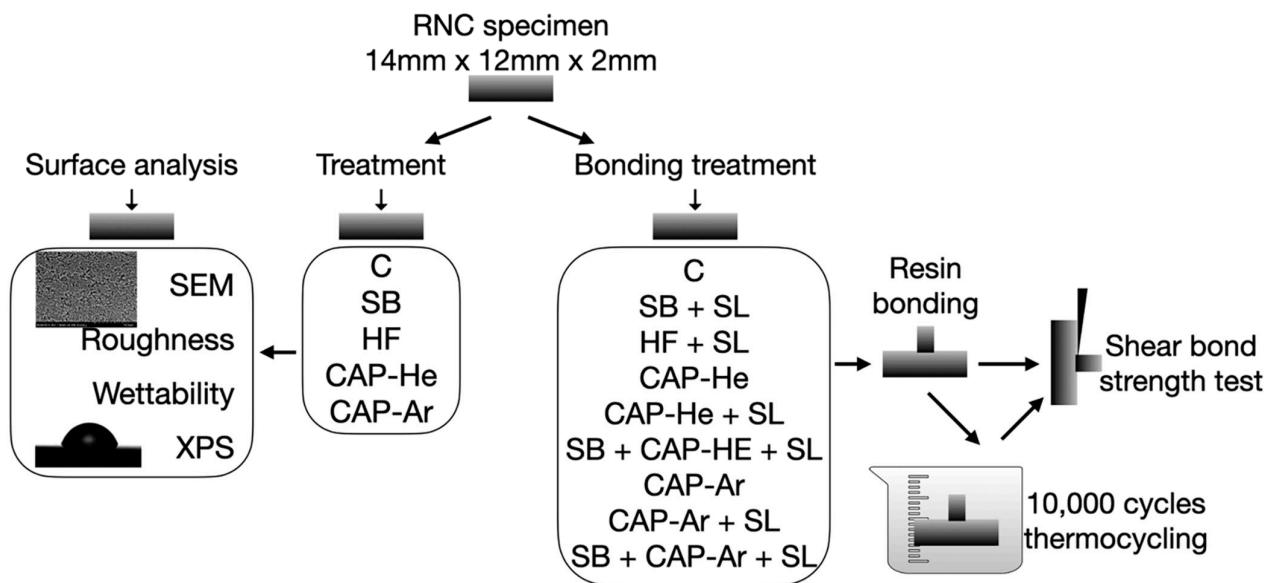 RNC specimen
14mm x 12mm x 2mm
Surface analysis
Treatment
Bonding treatment
SEM
Roughness
Wettability
XPS
C
SB
HF
CAP-He
CAP-Ar
C
SB + SL
HF + SL
CAP-He
CAP-He + SL
SB + CAP-HE + SL
CAP-Ar
CAP-Ar + SL
SB + CAP-Ar + SL
Resin
bonding
Shear bond
strength test
10,000 cycles
thermocycling